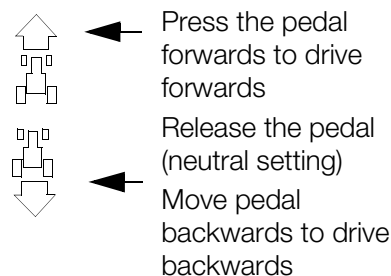 Press the pedal
forwards to drive
forwards
Release the pedal
(neutral setting)
Move pedal
backwards to drive
backwards